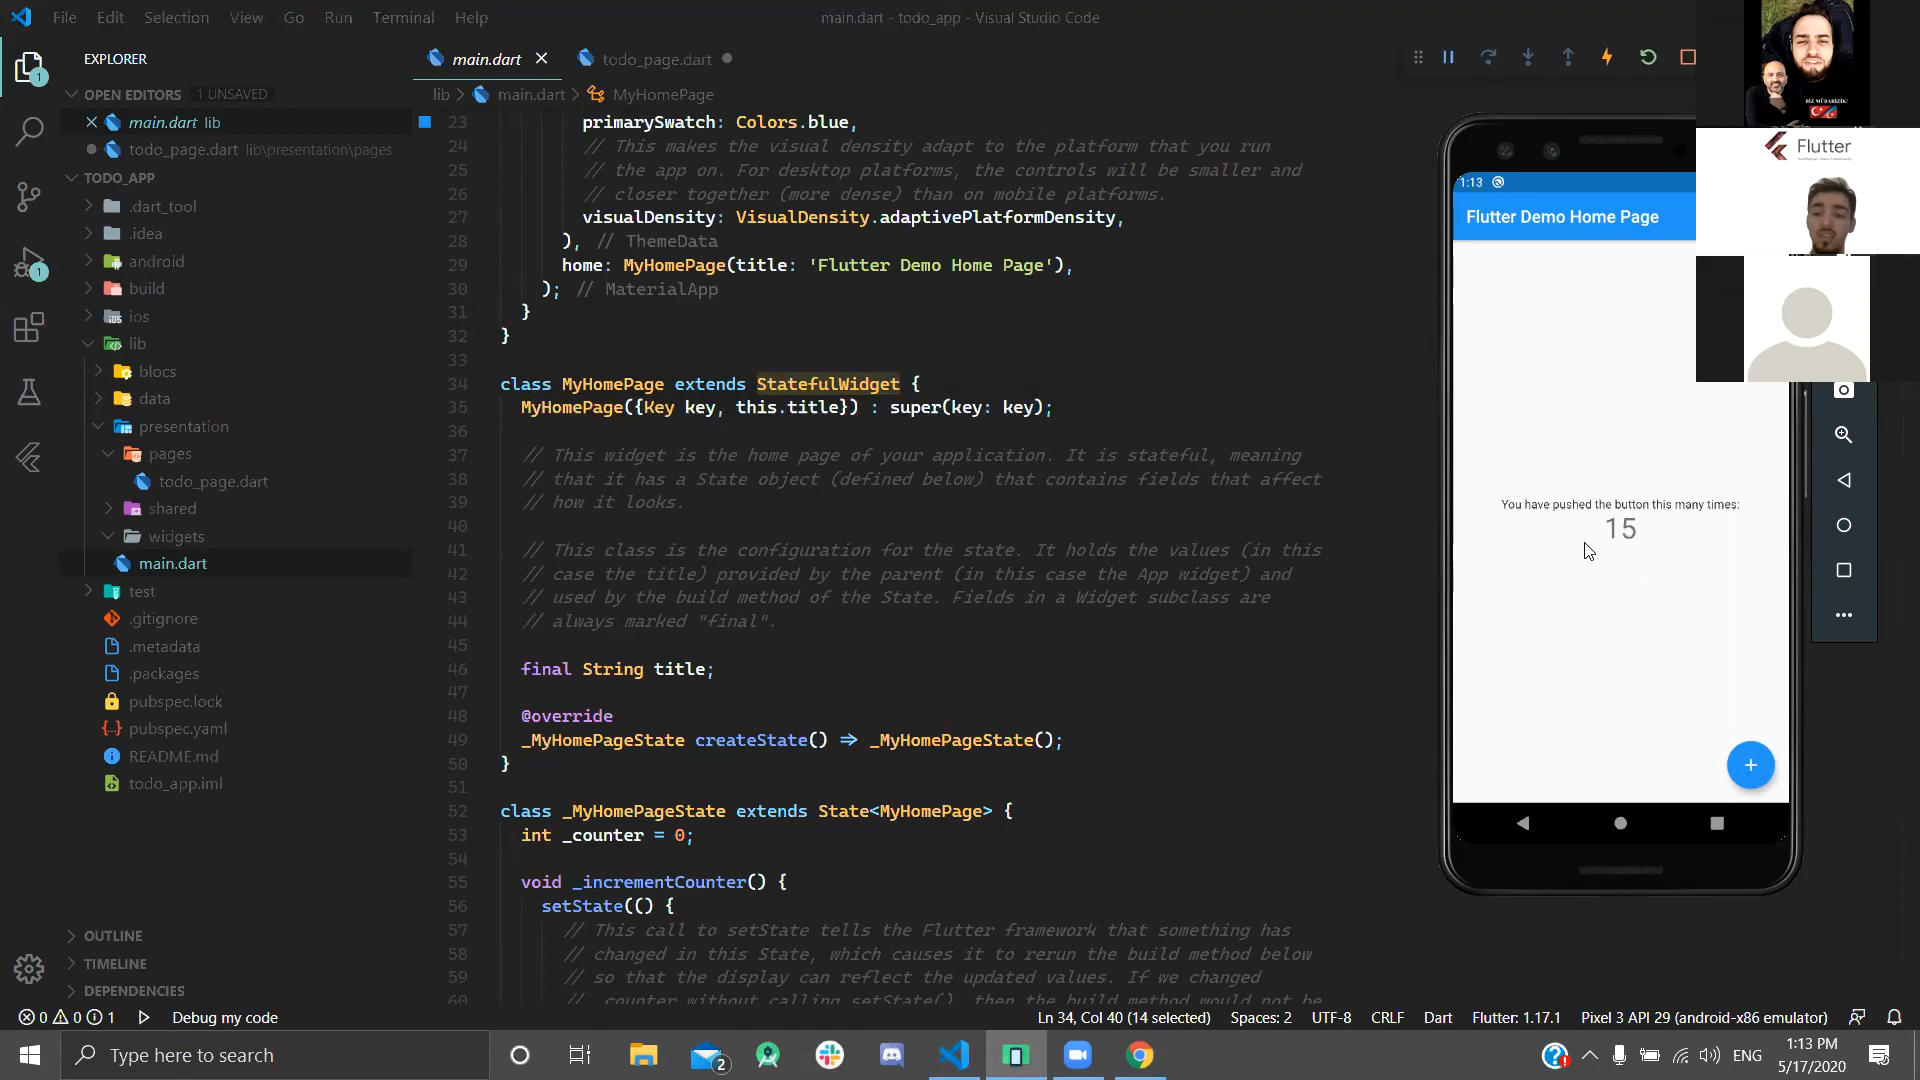 File Edit Selection View Go Run Terminal Help
main.dart - todo_app - Visual Studio Code
EXPLORER
OPEN EDITORS 1 UNSAVED
main.dart lib
todo_page.dart lib\presentation\pages
TODO_APP
.dart_tool
.idea
android
build
ios
lib
blocs
data
presentation
pages
todo_page.dart
shared
widgets
main.dart
test
.gitignore
.metadata
.packages
pubspec.lock
pubspec.yaml
README.md
todo_app.iml
OUTLINE
TIMELINE
DEPENDENCIES
main.dart
todo_page.dart
lib > main.dart > MyHomePage
23 primarySwatch: Colors.blue,
24 // This makes the visual density adapt to the platform that you run
25 // the app on. For desktop platforms, the controls will be smaller and
26 // closer together (more dense) than on mobile platforms.
27 visualDensity: VisualDensity.adaptivePlatformDensity,
28 ), // ThemeData
29 home: MyHomePage(title: 'Flutter Demo Home Page'),
30 ); // MaterialApp
31 }
32 }
33
34 class MyHomePage extends StatefulWidget {
35 MyHomePage({Key key, this.title}) : super(key: key);
36
37 // This widget is the home page of your application. It is stateful, meaning
38 // that it has a State object (defined below) that contains fields that affect
39 // how it looks.
40
41 // This class is the configuration for the state. It holds the values (in this
42 // case the title) provided by the parent (in this case the App widget) and
43 // used by the build method of the State. Fields in a Widget subclass are
44 // always marked "final".
45
46 final String title;
47
48 @override
49 _MyHomePageState createState() => _MyHomePageState();
50 }
51
52 class _MyHomePageState extends State<MyHomePage> {
53 int _counter = 0;
54
55 void _incrementCounter() {
56 setState(() {
57 // This call to setState tells the Flutter framework that something has
58 // changed in this State, which causes it to rerun the build method below
59 // so that the display can reflect the updated values. If we changed
60 // _counter without calling setState(), then the build method would not be
1:13
Flutter Demo Home Page
You have pushed the button this many times:
15
+
BİZ MÜBARİZİK!
Flutter
0 0 1 Debug my code
Ln 34, Col 40 (14 selected) Spaces: 2 UTF-8 CRLF Dart Flutter: 1.17.1 Pixel 3 API 29 (android-x86 emulator)
Type here to search
2
ENG
1:13 PM
5/17/2020